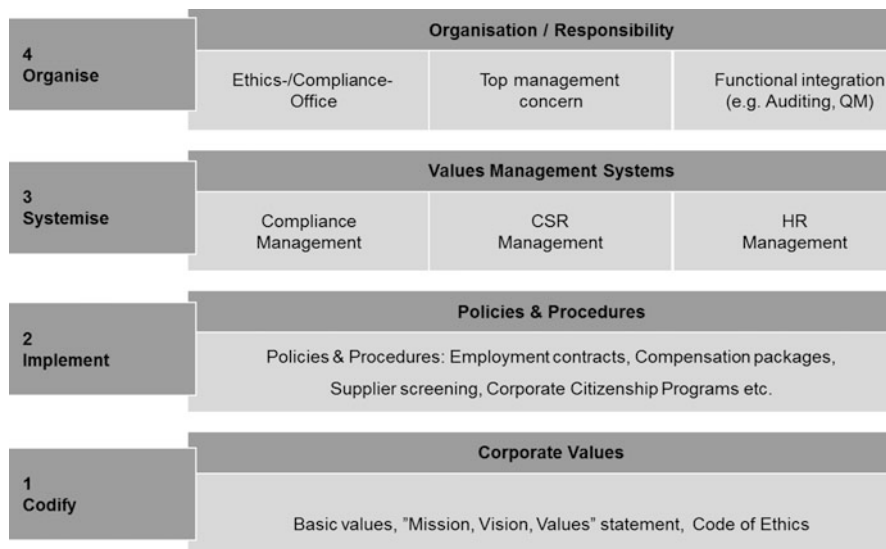 4
Organise
Organisation / Responsibility
Ethics-/Compliance-
Office
Top management
concern
Functional integration
(e.g. Auditing, QM)
3
Systemise
Values Management Systems
Compliance
Management
CSR
Management
HR
Management
2
Implement
Policies & Procedures
Policies & Procedures: Employment contracts, Compensation packages,
Supplier screening, Corporate Citizenship Programs etc.
1
Codify
Corporate Values
Basic values, ”Mission, Vision, Values” statement, Code of Ethics